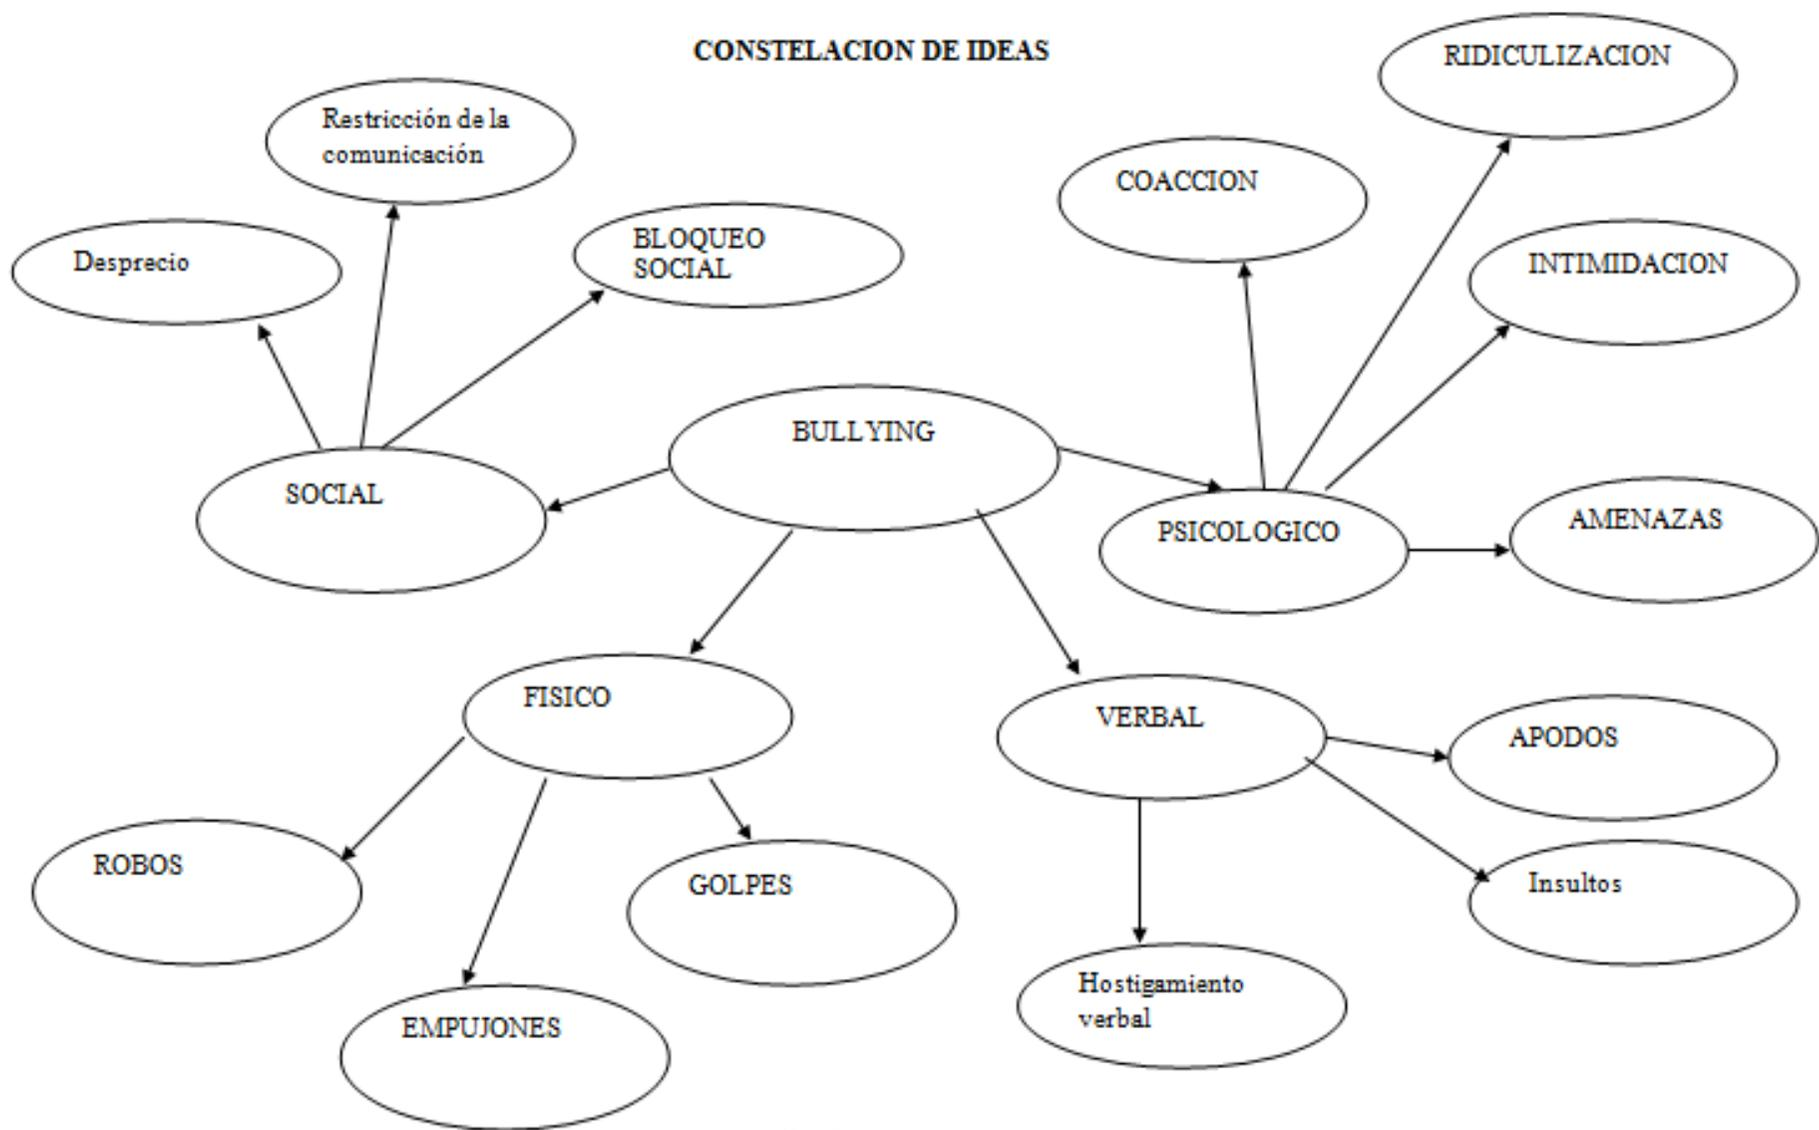 CONSTELACION DE IDEAS
RIDICULIZACION
Restricción de la
comunicación
COACCION
Desprecio
BLOQUEO
SOCIAL
INTIMIDACION
BULLYING
SOCIAL
PSICOLOGICO
AMENAZAS
FISICO
VERBAL
APODOS
ROBOS
GOLPES
Insultos
EMPUJONES
Hostigamiento
verbal